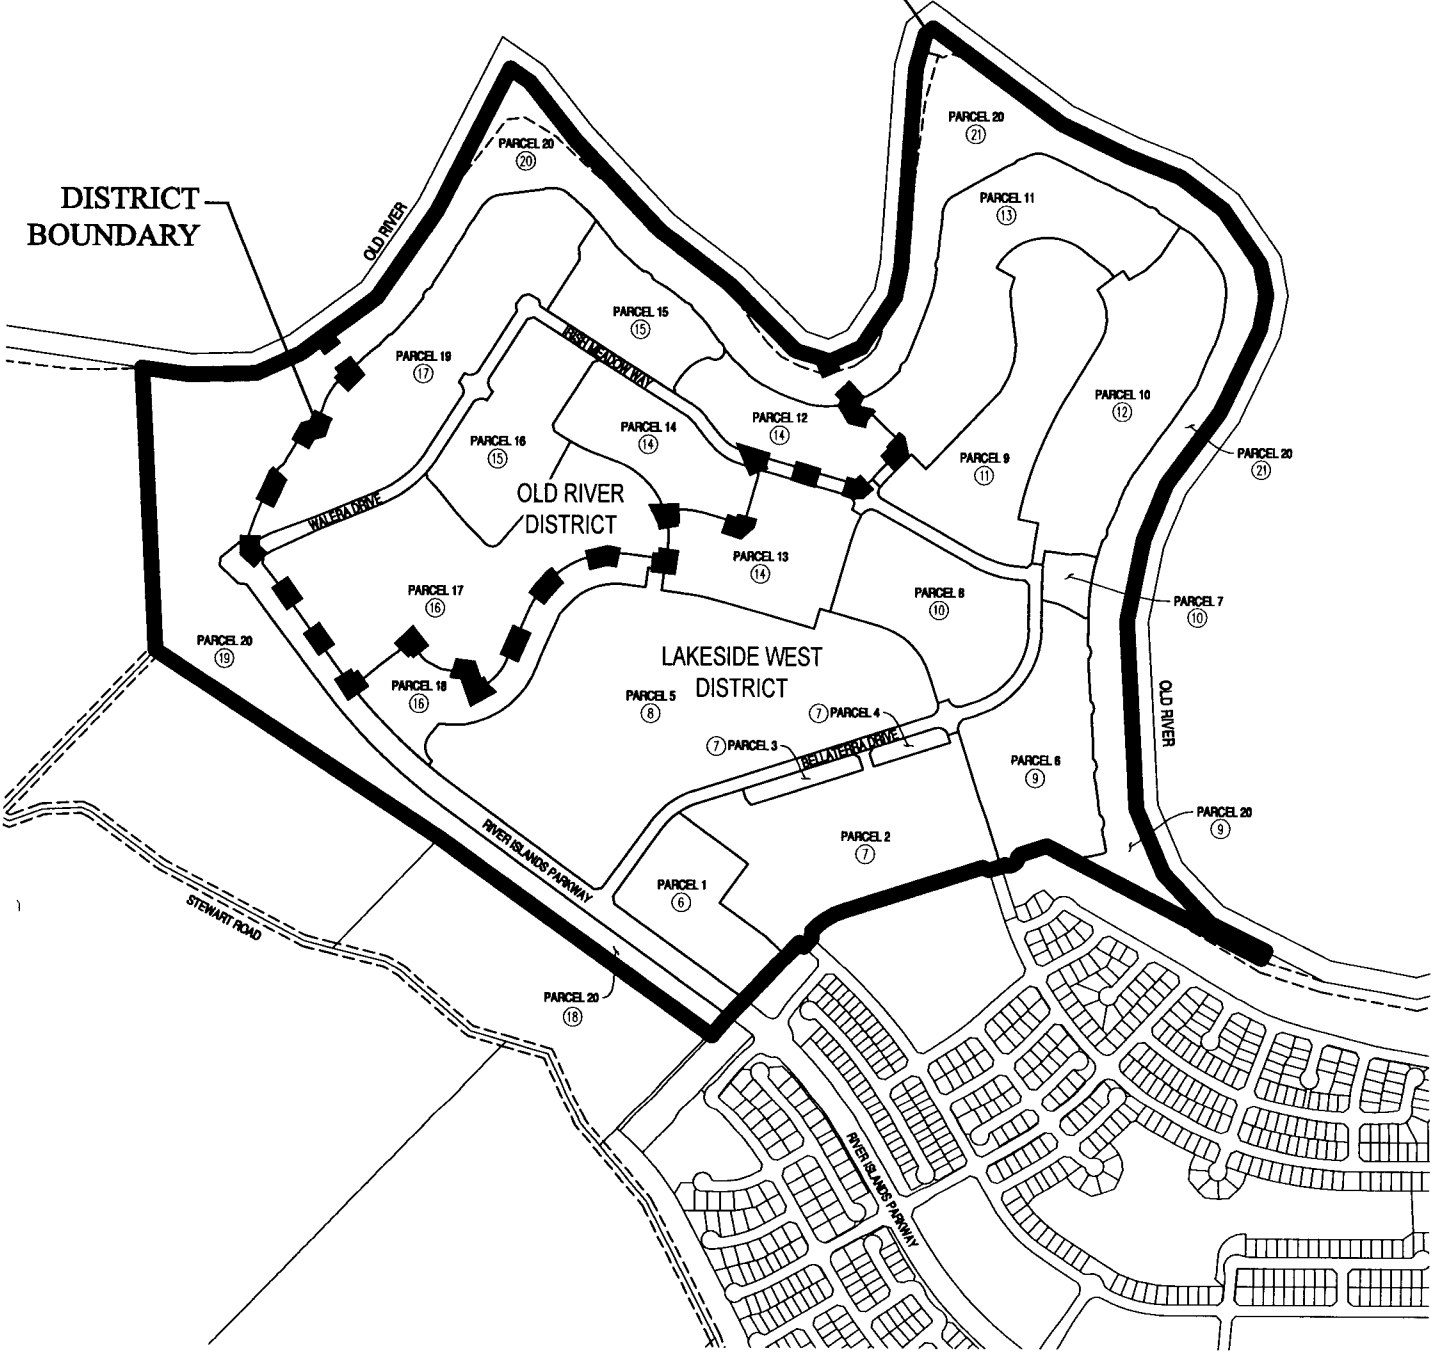 PARCEL 20
21
PARCEL 20
20
DISTRICT
BOUNDARY
OLD RIVER
PARCEL 11
13
PARCEL 15
15
IRISH MEADOW WAY
PARCEL 19
17
PARCEL 10
12
PARCEL 12
14
PARCEL 14
14
PARCEL 16
15
PARCEL 9
11
PARCEL 20
21
OLD RIVER
DISTRICT
WALERA DRIVE
PARCEL 13
14
PARCEL 17
16
PARCEL 8
10
PARCEL 7
10
PARCEL 20
19
LAKESIDE WEST
DISTRICT
PARCEL 18
16
PARCEL 5
8
7 PARCEL 4
OLD RIVER
7 PARCEL 3
BELLATERRA DRIVE
PARCEL 6
9
PARCEL 20
9
PARCEL 2
7
RIVER ISLANDS PARKWAY
PARCEL 1
6
STEWART ROAD
PARCEL 20
18
RIVER ISLANDS PARKWAY